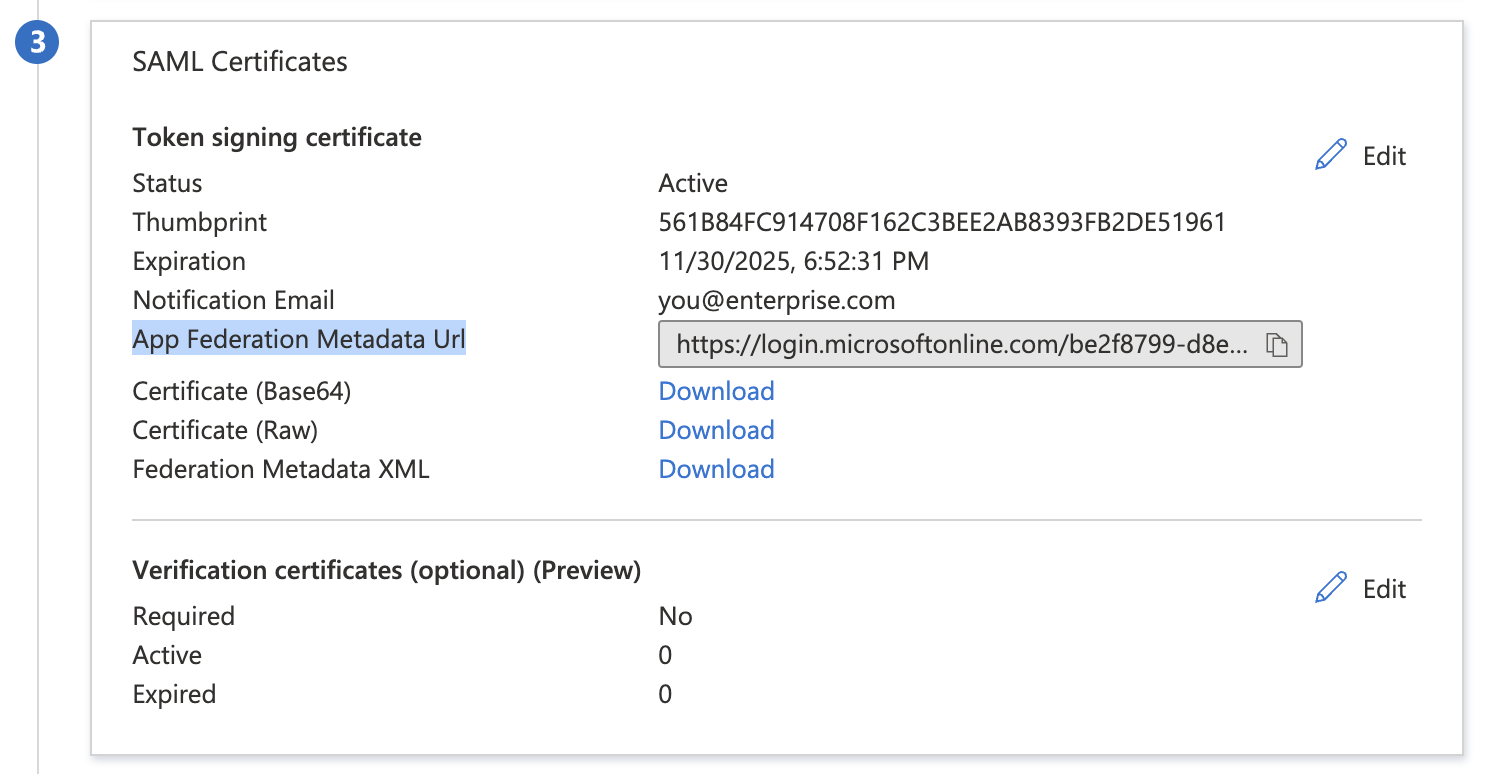 3
SAML Certificates
Token signing certificate
Edit
Status Active
Thumbprint 561B84FC914708F162C3BEE2AB8393FB2DE51961
Expiration 11/30/2025, 6:52:31 PM
Notification Email you@enterprise.com
App Federation Metadata Url https://login.microsoftonline.com/be2f8799-d8e...
Certificate (Base64) Download
Certificate (Raw) Download
Federation Metadata XML Download
Verification certificates (optional) (Preview)
Edit
Required No
Active 0
Expired 0